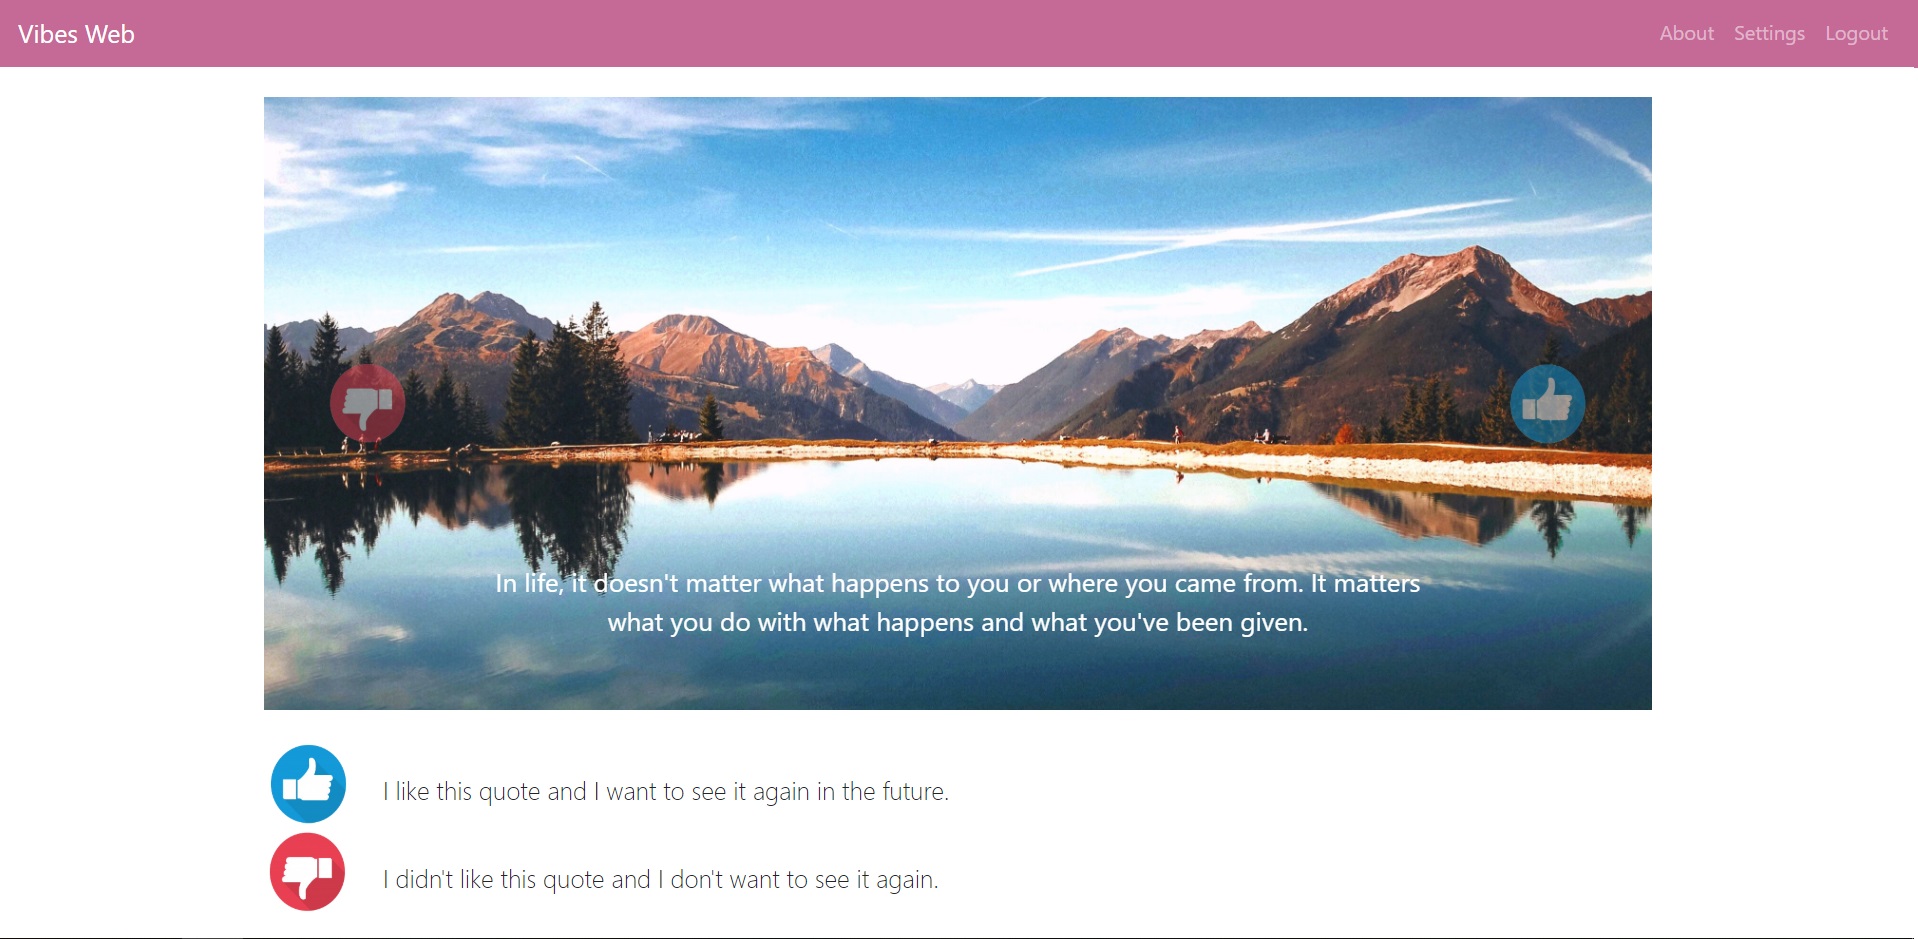 Vibes Web
About Settings Logout
In life, it doesn't matter what happens to you or where you came from. It matters
what you do with what happens and what you've been given.
I like this quote and I want to see it again in the future.
I didn't like this quote and I don't want to see it again.